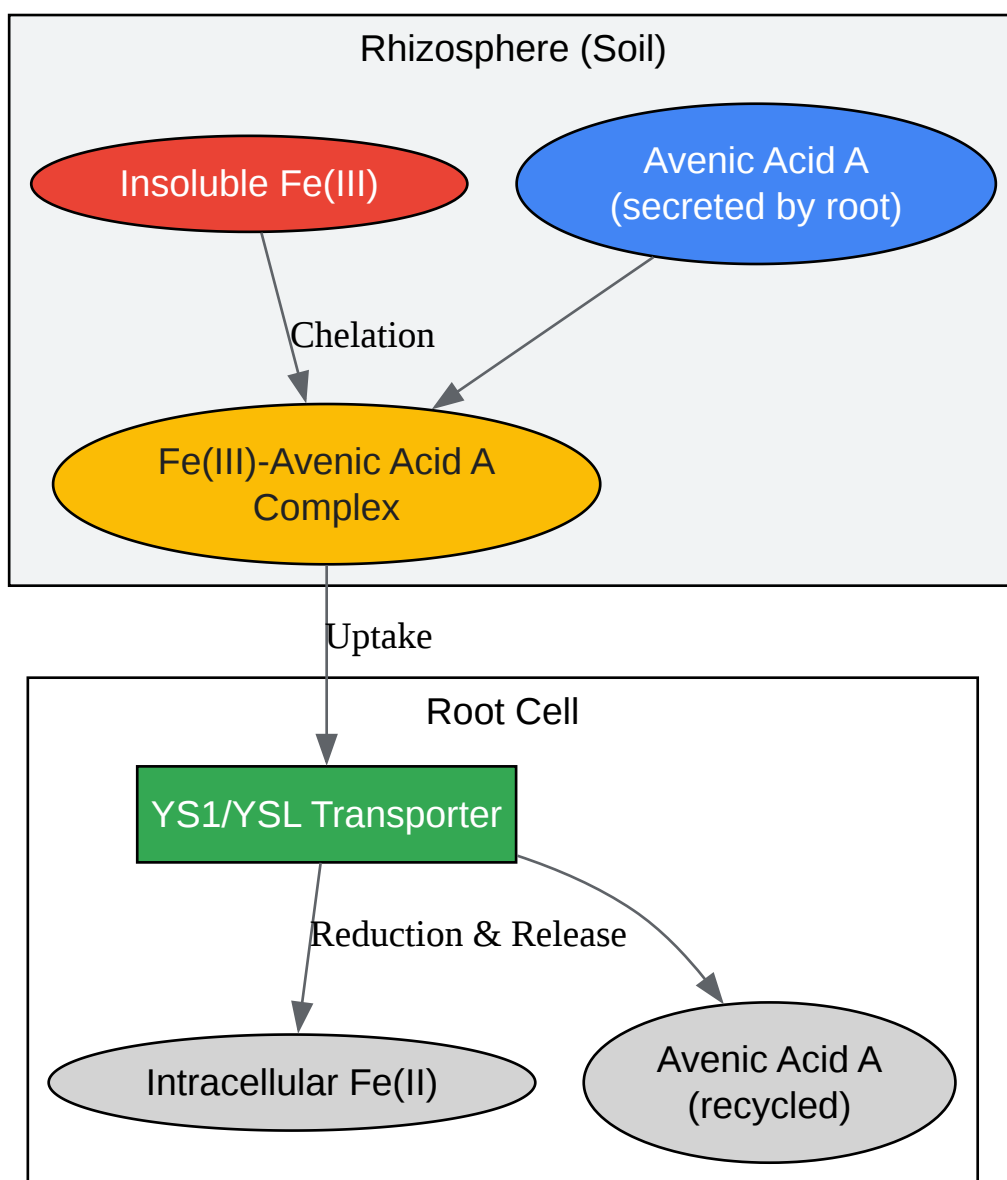 Rhizosphere (Soil)
Insoluble Fe(III)
Avenic Acid A
(secreted by root)
Chelation
Fe(III)-Avenic Acid A
Complex
Uptake
Root Cell
YS1/YSL Transporter
Reduction & Release
Intracellular Fe(II)
Avenic Acid A
(recycled)